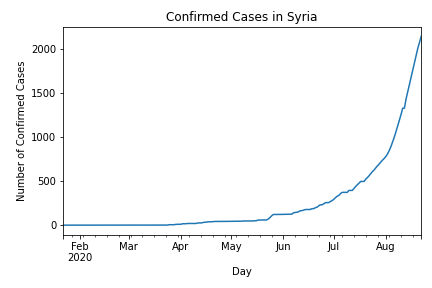 Confirmed Cases in Syria
2000
1500
1000
500
0
Number of Confirmed Cases
Feb Mar Apr May Jun Jul Aug
2020
Day